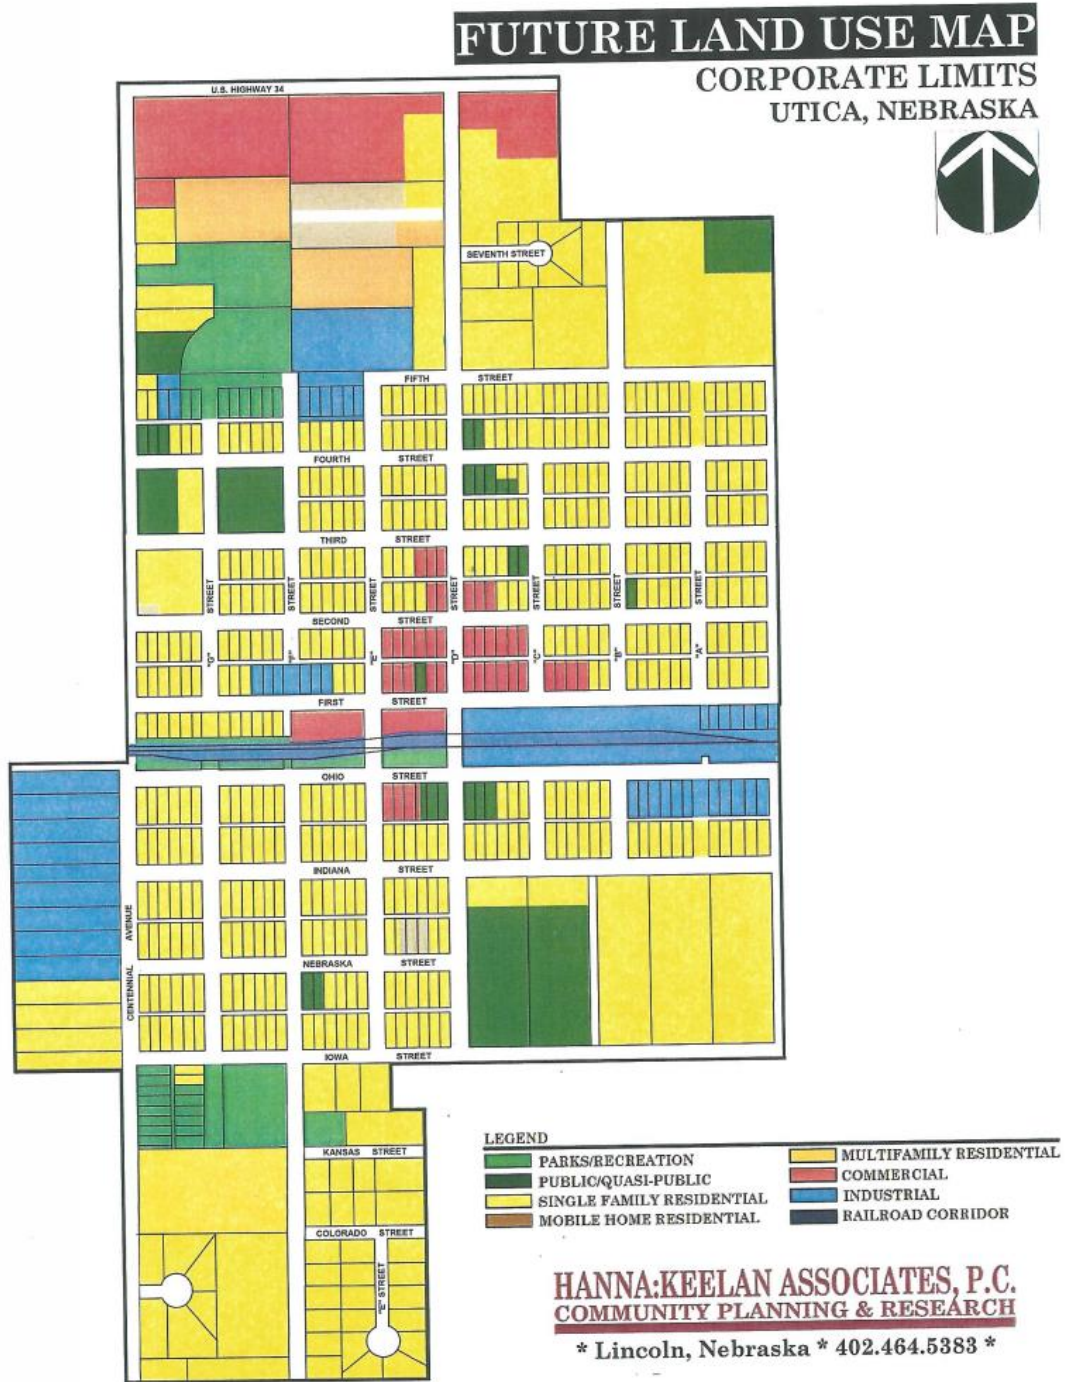 FUTURE LAND USE MAP
CORPORATE LIMITS
UTICA, NEBRASKA
U.S. HIGHWAY 34
SEVENTH STREET
FIFTH STREET
FOURTH STREET
THIRD STREET
STREET STREET STREET STREET STREET STREET STREET
SECOND STREET
"G" "F" "E" "D" "C" "B" "A"
FIRST STREET
OHIO STREET
INDIANA STREET
CENTENNIAL AVENUE
NEBRASKA STREET
IOWA STREET
KANSAS STREET
COLORADO STREET
"E" STREET
LEGEND
PARKS/RECREATION
PUBLIC/QUASI-PUBLIC
SINGLE FAMILY RESIDENTIAL
MOBILE HOME RESIDENTIAL
MULTIFAMILY RESIDENTIAL
COMMERCIAL
INDUSTRIAL
RAILROAD CORRIDOR
HANNA:KEELAN ASSOCIATES, P.C.
COMMUNITY PLANNING & RESEARCH
* Lincoln, Nebraska * 402.464.5383 *